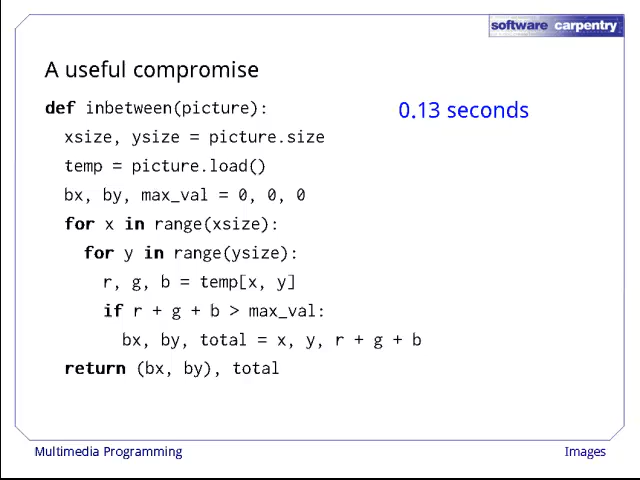 software carpentry
A useful compromise
def inbetween(picture):
0.13 seconds
xsize, ysize = picture.size
temp = picture.load()
bx, by, max_val = 0, 0, 0
for x in range(xsize):
for y in range(ysize):
r, g, b = temp[x, y]
if r + g + b > max_val:
bx, by, total = x, y, r + g + b
return (bx, by), total
Multimedia Programming
Images